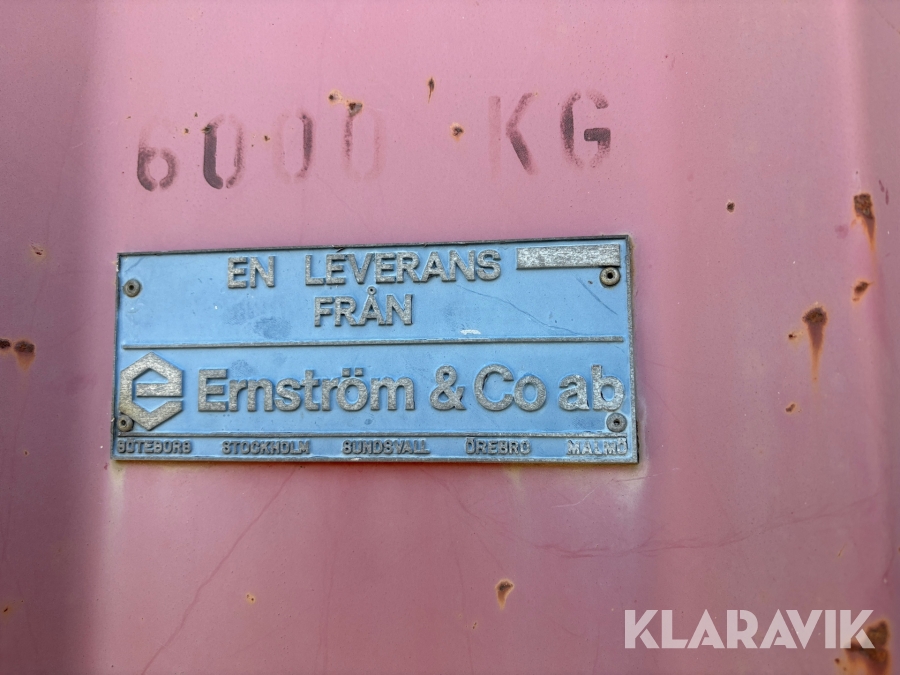 6000 KG
EN LEVERANS
FRÅN
Ernström & Co ab
GÖTEBORG STOCKHOLM SUNDSVALL ÖREBRO MALMÖ
KLARAVIK